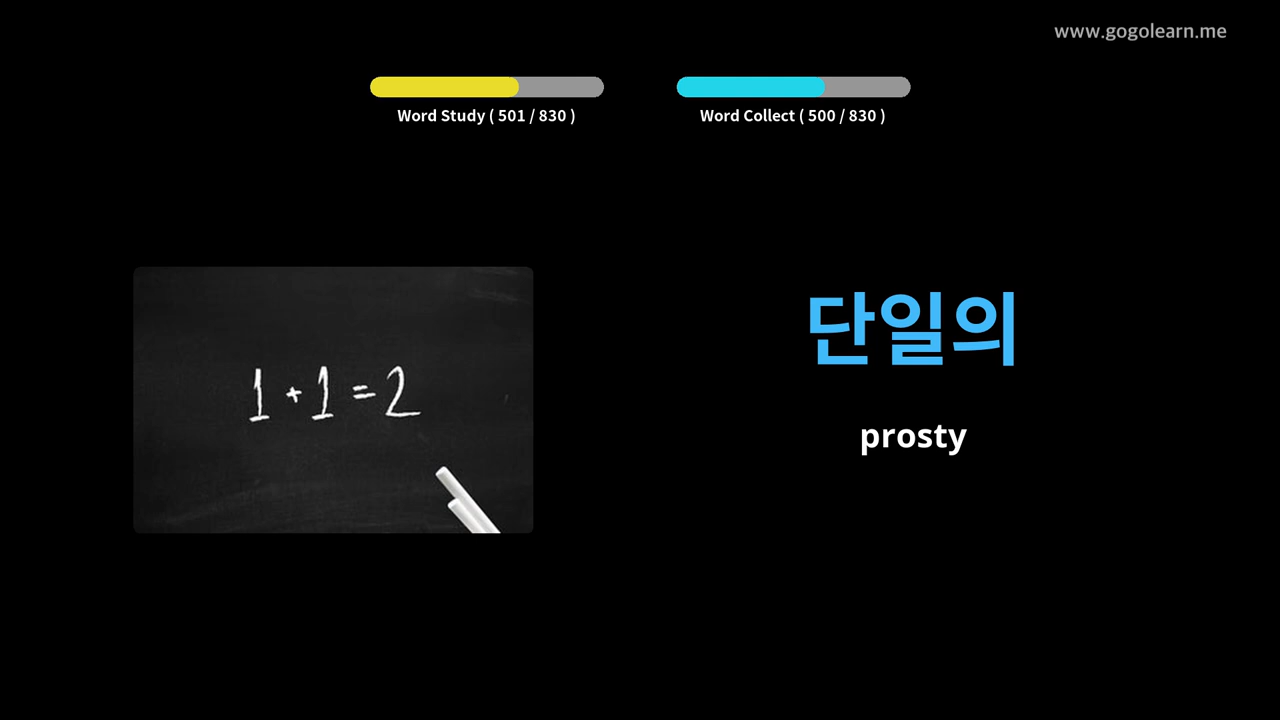 www.gogolearn.me
Word Study ( 501 / 830 )
Word Collect ( 500 / 830 )
1 + 1 = 2
단일의
prosty